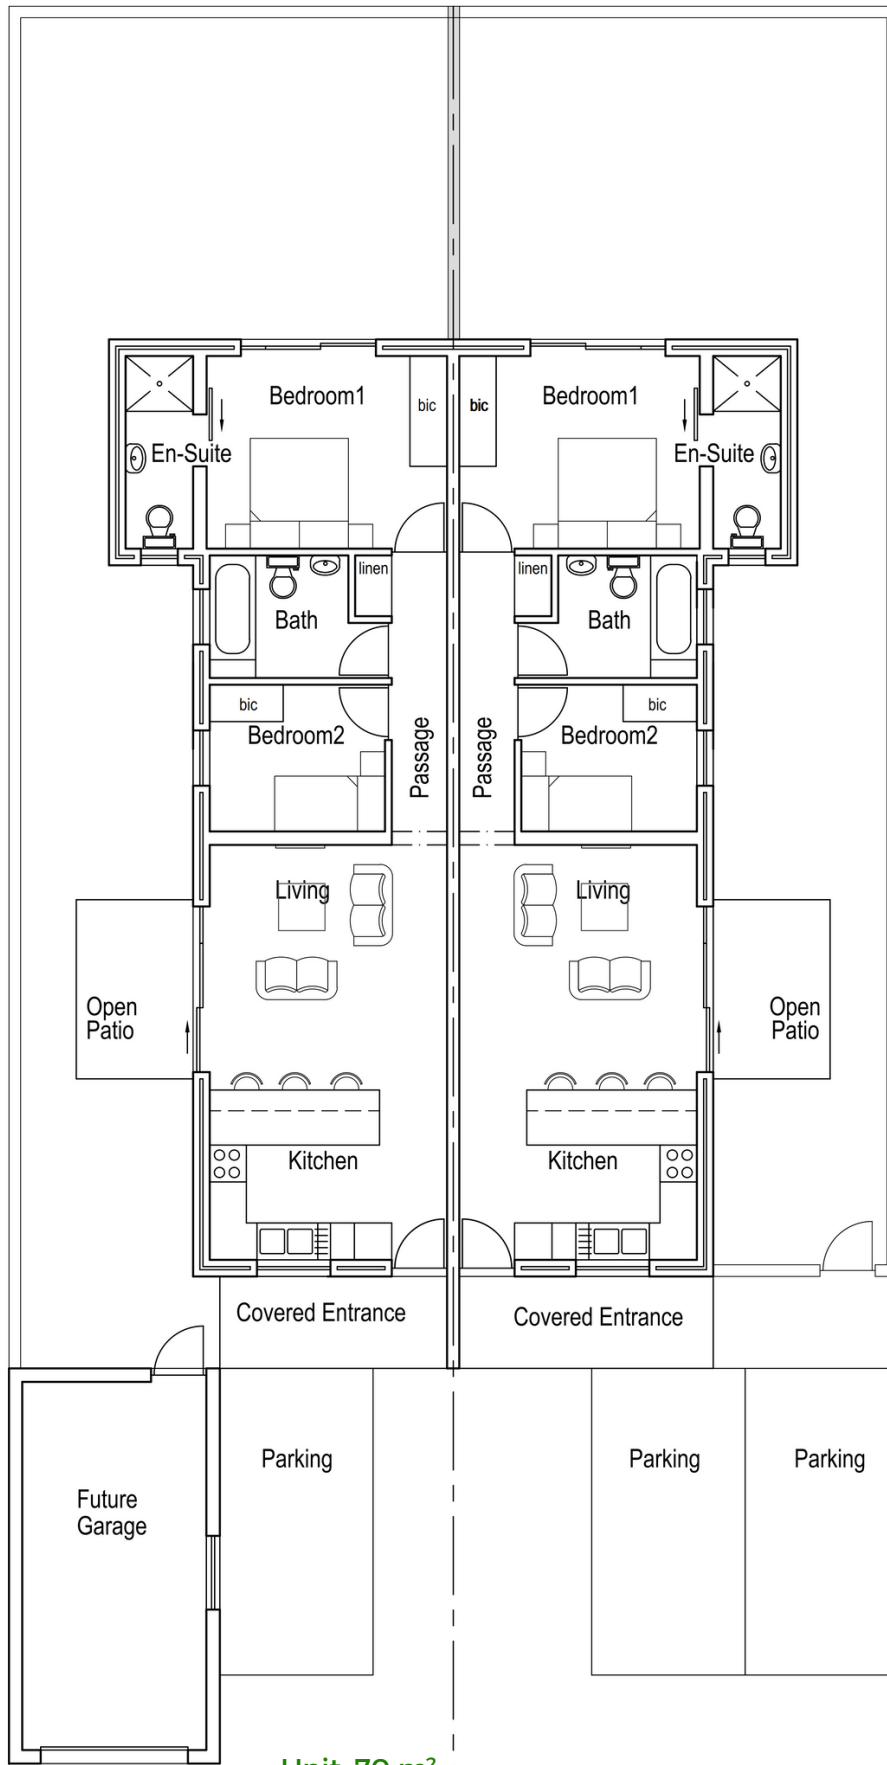 Bedroom1
bic
bic
Bedroom1
En-Suite
En-Suite
linen
linen
Bath
Bath
bic
bic
Bedroom2
Passage
Passage
Bedroom2
Living
Living
Open
Patio
Open
Patio
Kitchen
Kitchen
Covered Entrance
Covered Entrance
Parking
Parking
Parking
Future
Garage